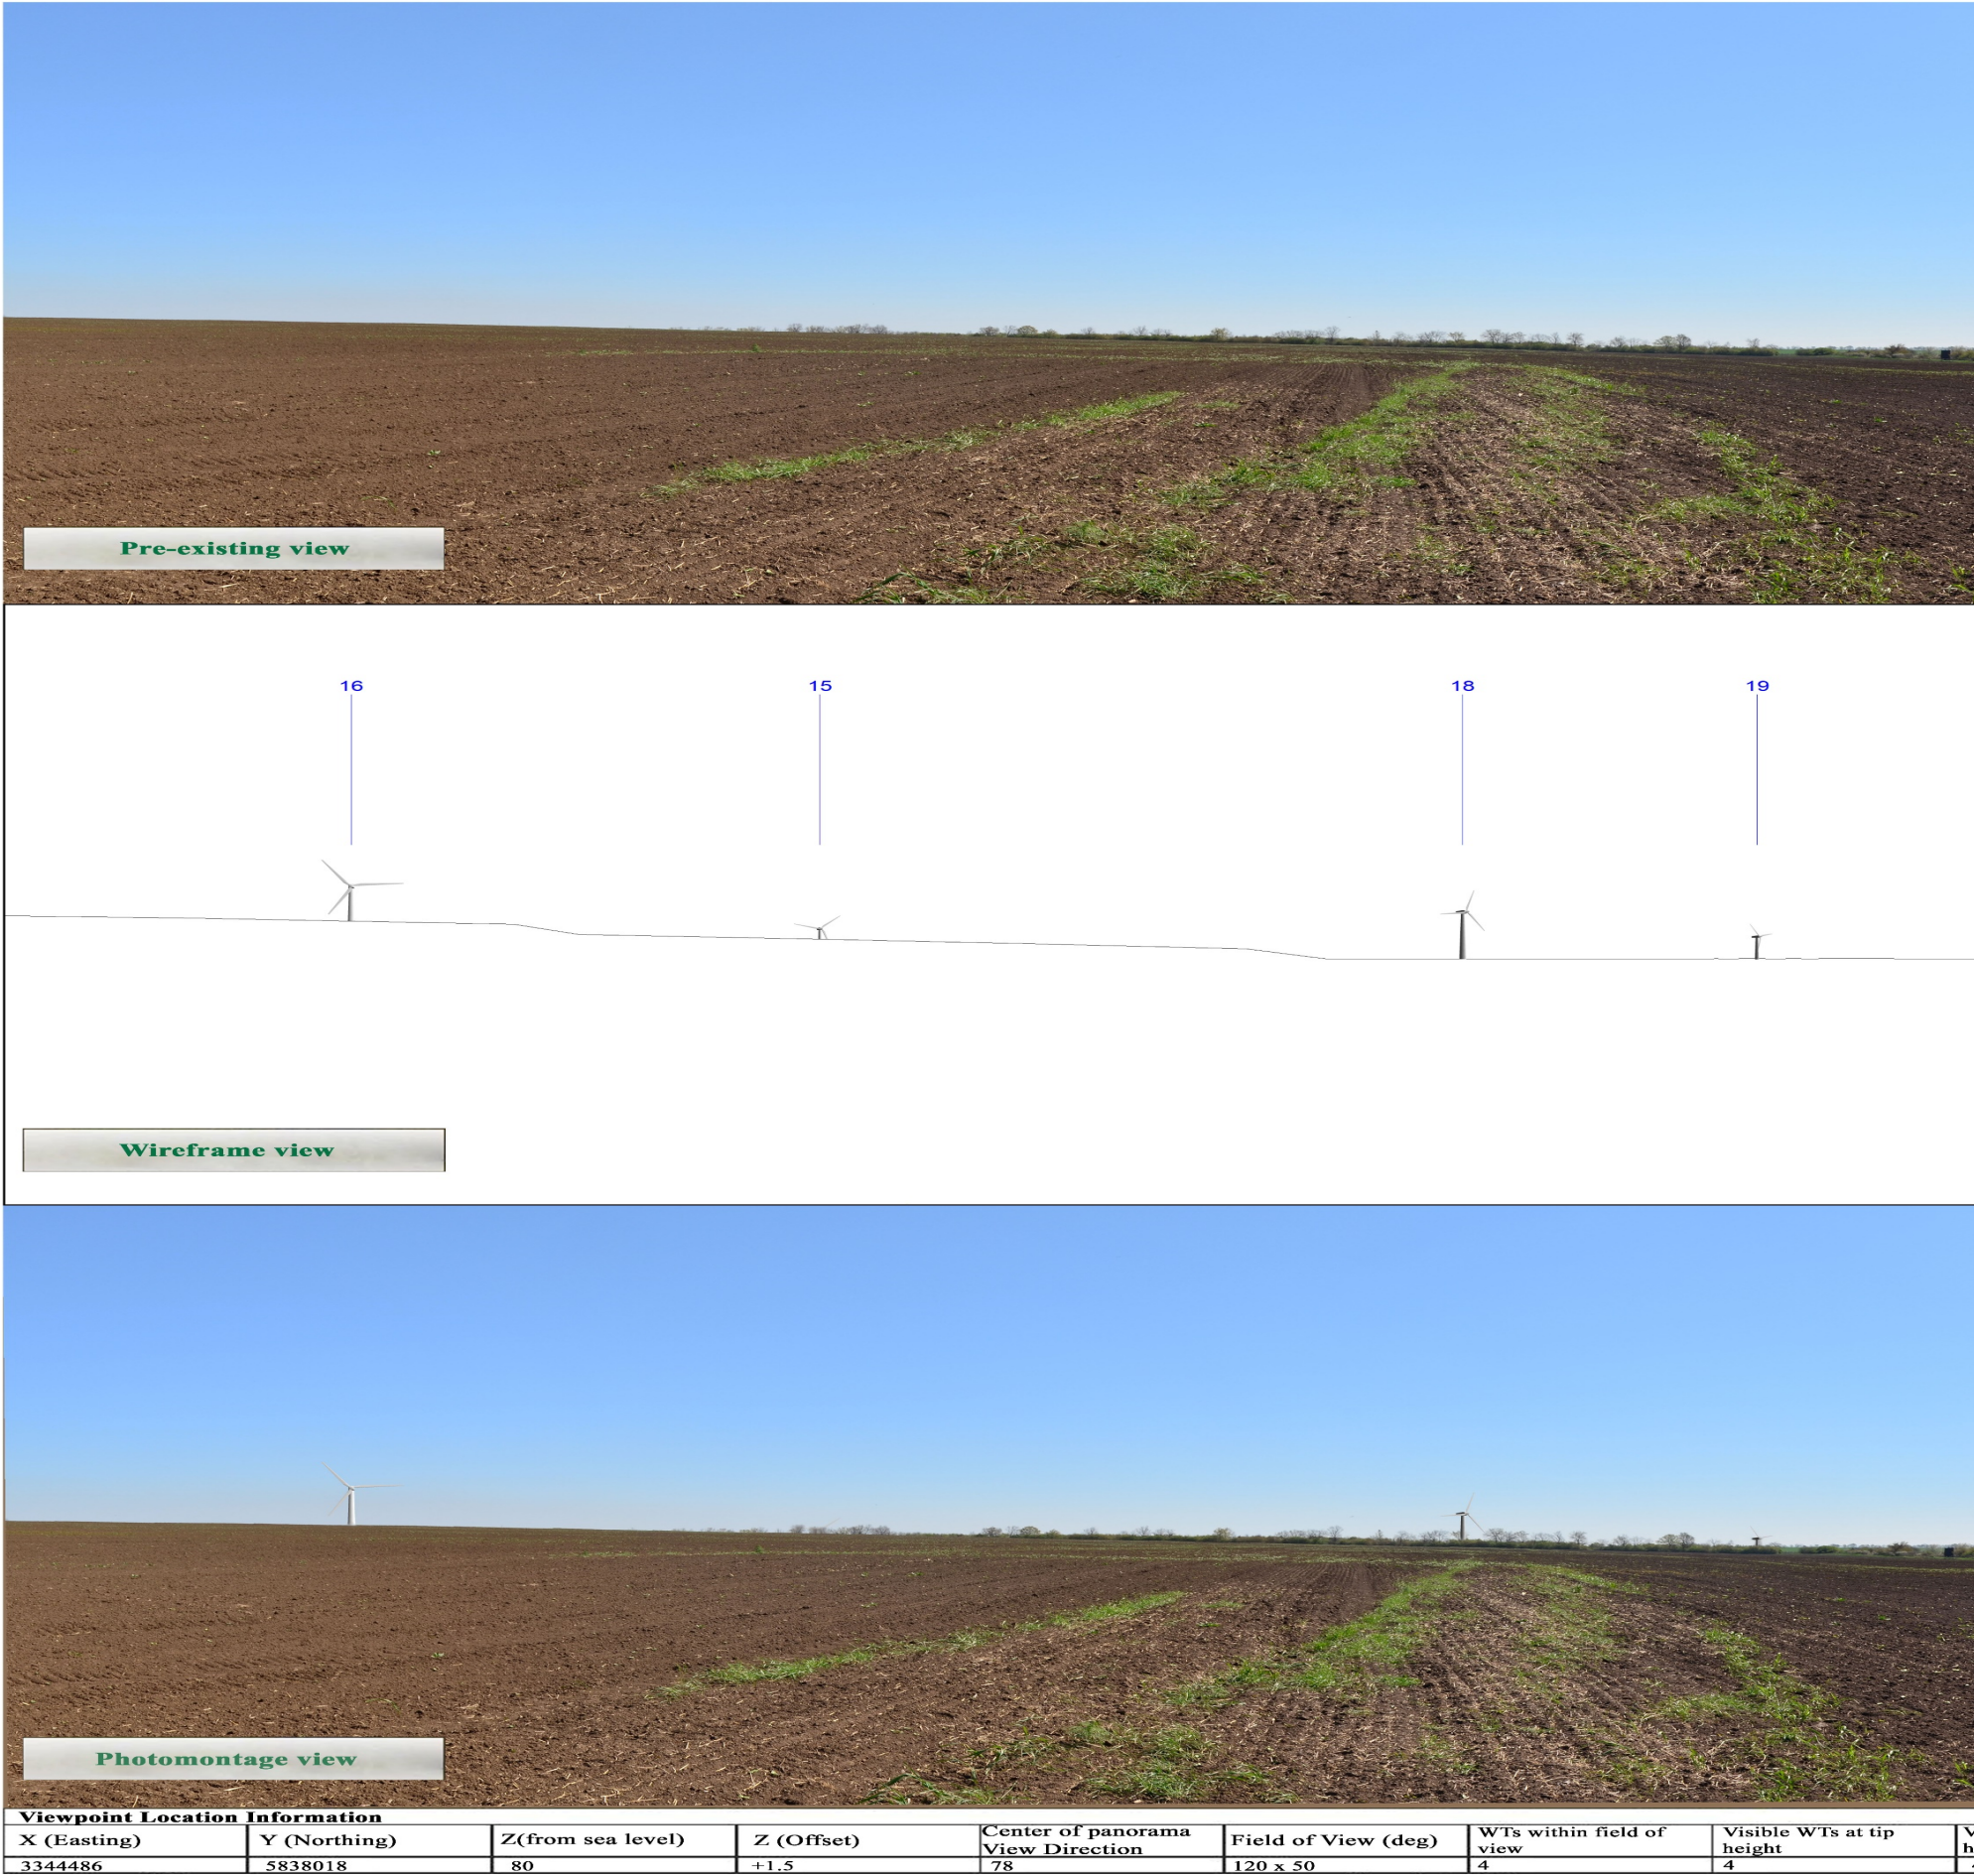 Pre-existing view
16 15 18 19
Wireframe view
Photomontage view
Viewpoint Location Information
X (Easting) Y (Northing) Z(from sea level) Z (Offset) Center of panorama View Direction Field of View (deg) WTs within field of view Visible WTs at tip height
3344486 5838018 80 +1.5 78 120 x 50 4 4